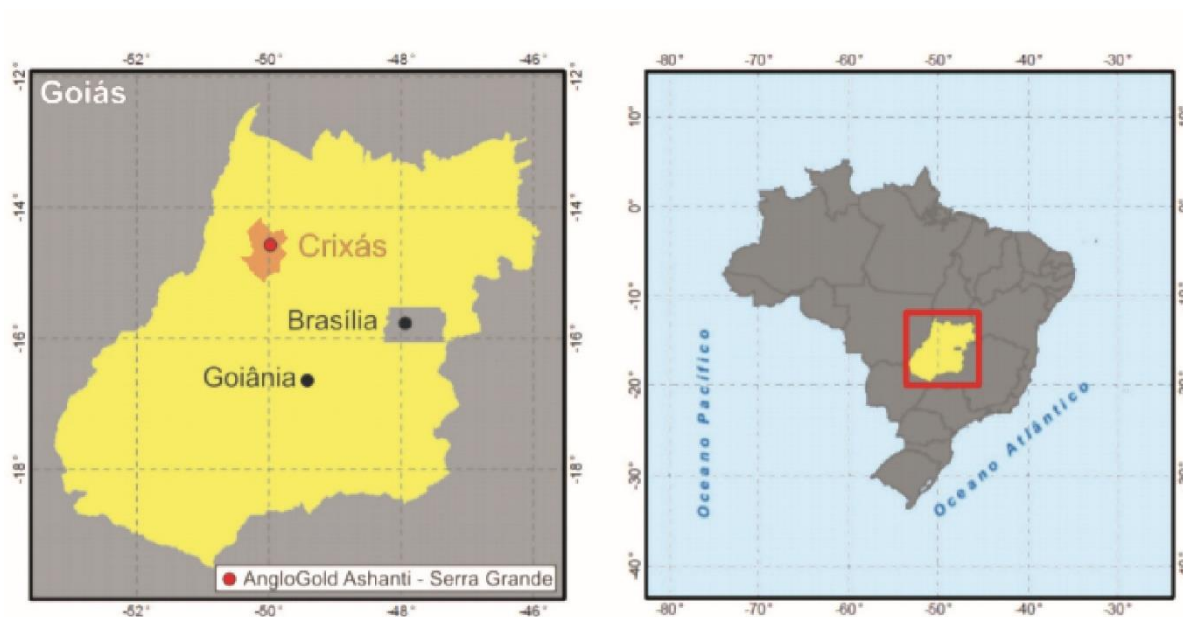 -52° -50° -48° -46°
-12° -12°
Goiás
-14° -14°
Crixás
Brasília
-16° -16°
Goiânia
-18° -18°
AngloGold Ashanti - Serra Grande
-52° -50° -48° -46°
-80° -70° -60° -50° -40° -30°
10°
0°
-10°
-20°
-30°
-40°
Oceano Pacífico
Oceano Atlântico
-80° -70° -60° -50° -40° -30°